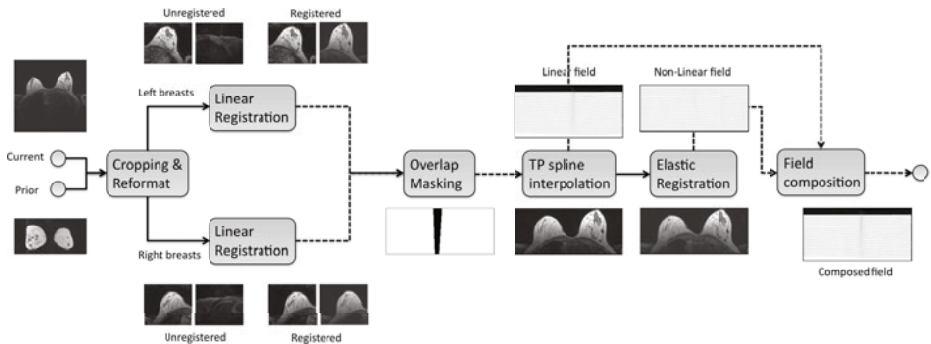 Unregistered
Registered
Left breasts
Linear
Registration
Linear field
Non-Linear field
Current
Prior
Cropping &
Reformat
Overlap
Masking
TP spline
interpolation
Elastic
Registration
Field
composition
Linear
Registration
Right breasts
Composed field
Unregistered
Registered